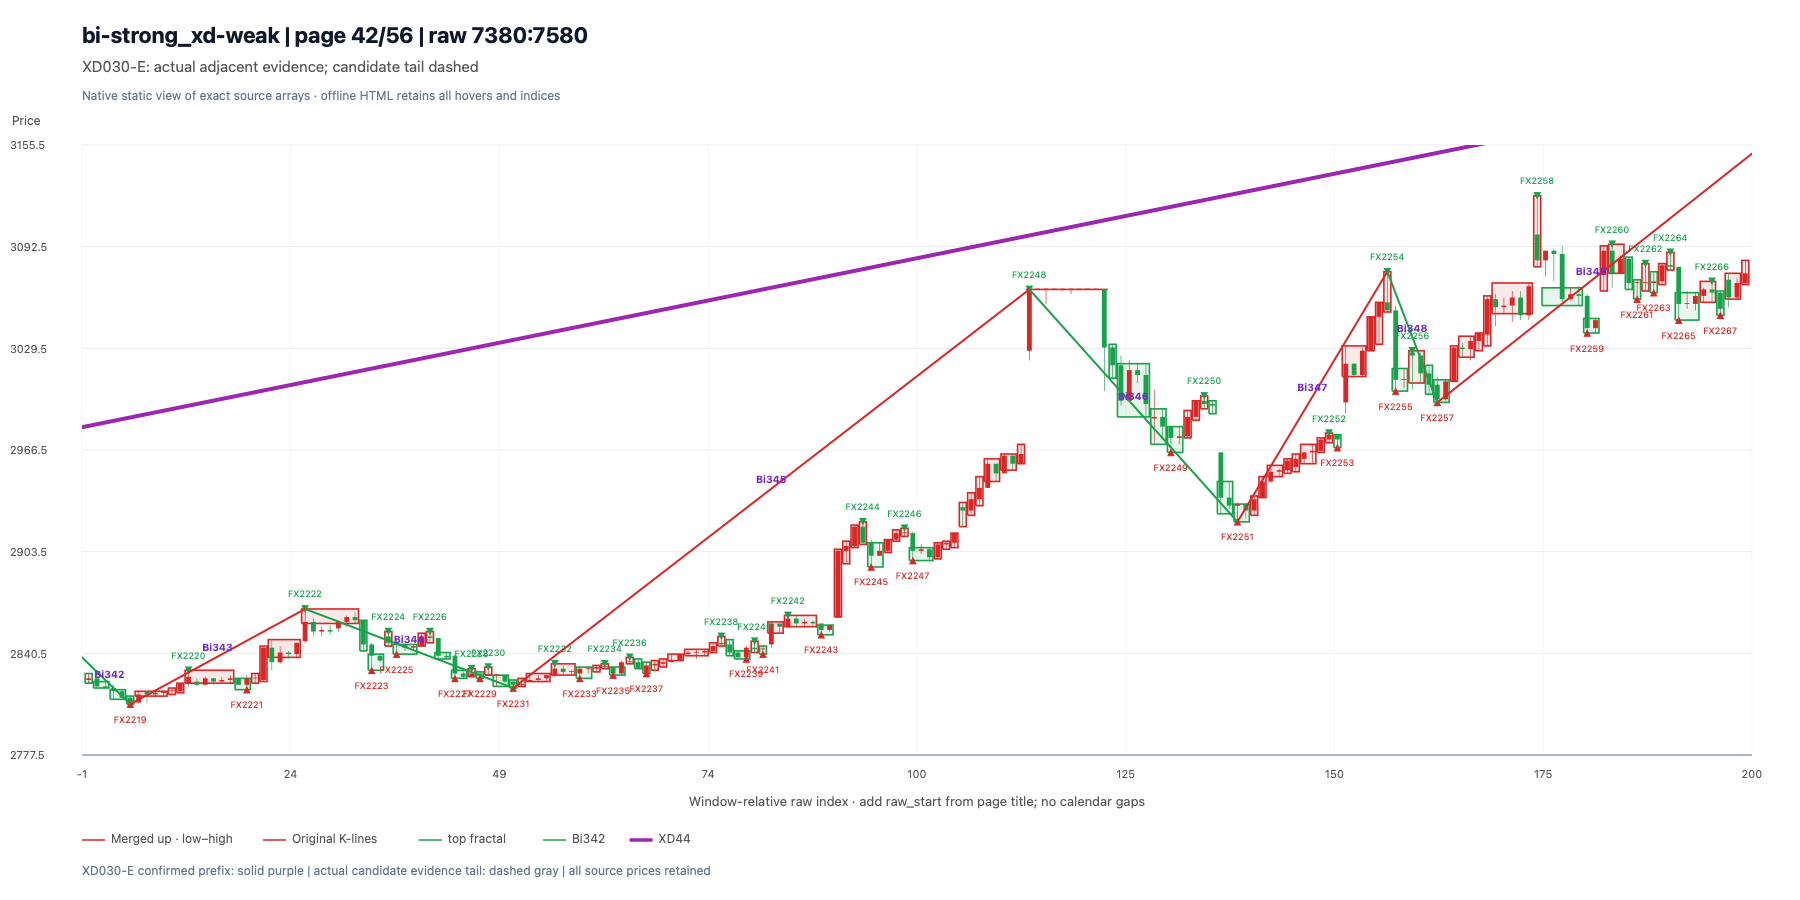 bi-strong_xd-weak | page 42/56 | raw 7380:7580
XD030-E: actual adjacent evidence; candidate tail dashed
Native static view of exact source arrays · offline HTML retains all hovers and indices
Price
3155.5
3092.5
3029.5
2966.5
2903.5
2840.5
2777.5
FX2258
FX2260
FX2264
FX2262
FX2254
FX2266
Bi349
FX2248
FX2261
FX2263
FX2267
Bi348
FX2256
FX2265
FX2259
Bi346
FX2250
Bi347
FX2255
FX2257
FX2252
FX2249
FX2253
Bi345
FX2244
FX2246
FX2251
FX2245
FX2247
FX2222
FX2242
FX2224
FX2226
FX2238
Bi343
FX2236
FX2232
FX2234
FX2230
FX2243
FX2220
Bi342
FX2225
FX2223
FX2241
FX2229
FX2233
FX2235
FX2237
FX2221
FX2231
FX2219
-1 24 49 74 100 125 150 175 200
Window-relative raw index · add raw_start from page title; no calendar gaps
Merged up · low–high Original K-lines top fractal Bi342 XD44
XD030-E confirmed prefix: solid purple | actual candidate evidence tail: dashed gray | all source prices retained